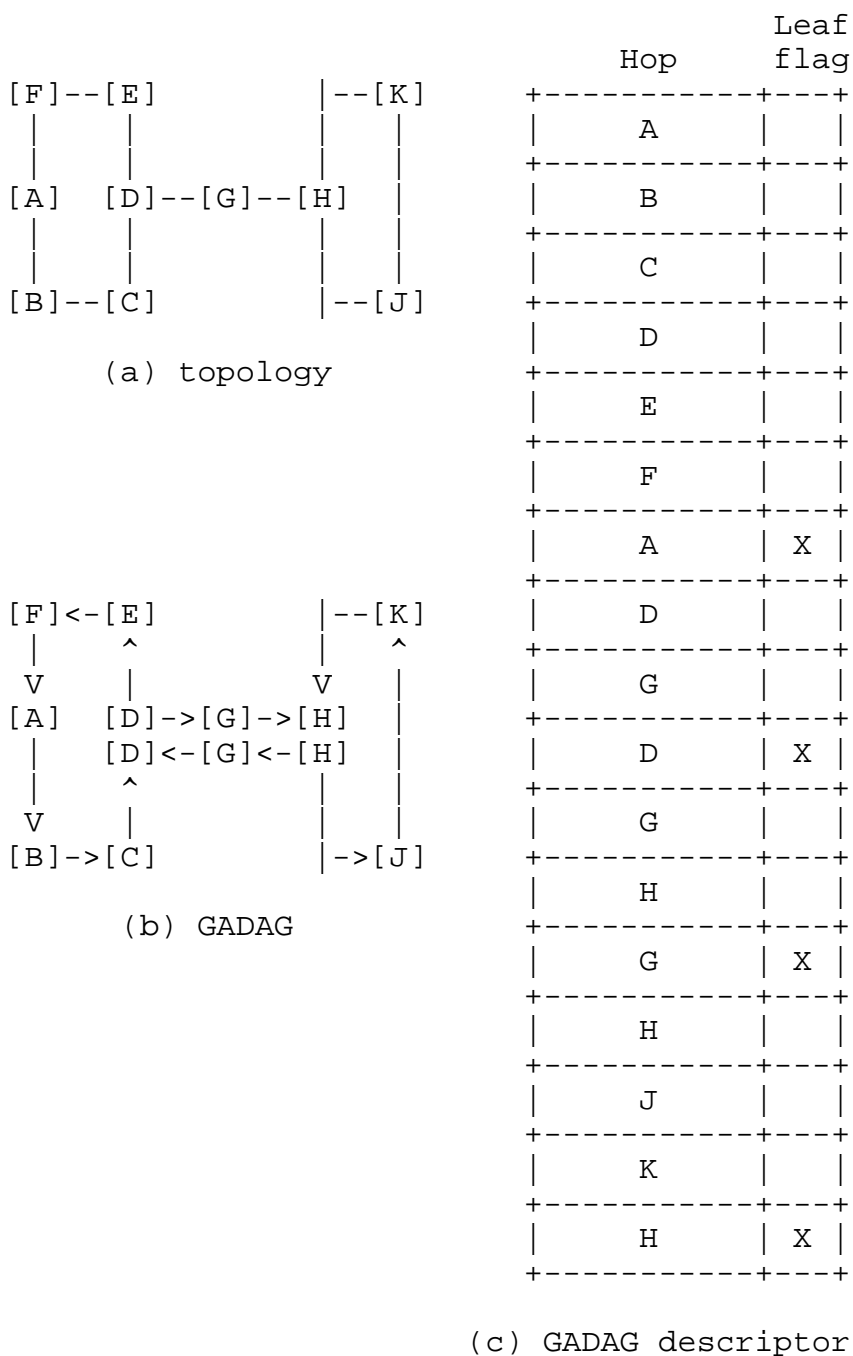 Leaf
                                       Hop      flag
[F]--[E]          |--[K]         +-----------+---+
 |    |           |   |          |     A     |   |
 |    |           |   |          +-----------+---+
[A]  [D]--[G]--[H]    |          |     B     |   |
 |    |           |   |          +-----------+---+
 |    |           |   |          |     C     |   |
[B]--[C]          |--[J]         +-----------+---+
                                 |     D     |   |
     (a) topology                +-----------+---+
                                 |     E     |   |
                                 +-----------+---+
                                 |     F     |   |
                                 +-----------+---+
                                 |     A     | X |
                                 +-----------+---+
[F]<-[E]          |--[K]         |     D     |   |
 |    ^           |   ^          +-----------+---+
 V    |           V   |          |     G     |   |
[A]  [D]->[G]->[H]    |          +-----------+---+
 |   [D]<-[G]<-[H]    |          |     D     | X |
 |    ^           |   |          +-----------+---+
 V    |           |   |          |     G     |   |
[B]->[C]          |->[J]         +-----------+---+
                                 |     H     |   |
      (b) GADAG                  +-----------+---+
                                 |     G     | X |
                                 +-----------+---+
                                 |     H     |   |
                                 +-----------+---+
                                 |     J     |   |
                                 +-----------+---+
                                 |     K     |   |
                                 +-----------+---+
                                 |     H     | X |
                                 +-----------+---+
                              (c) GADAG descriptor